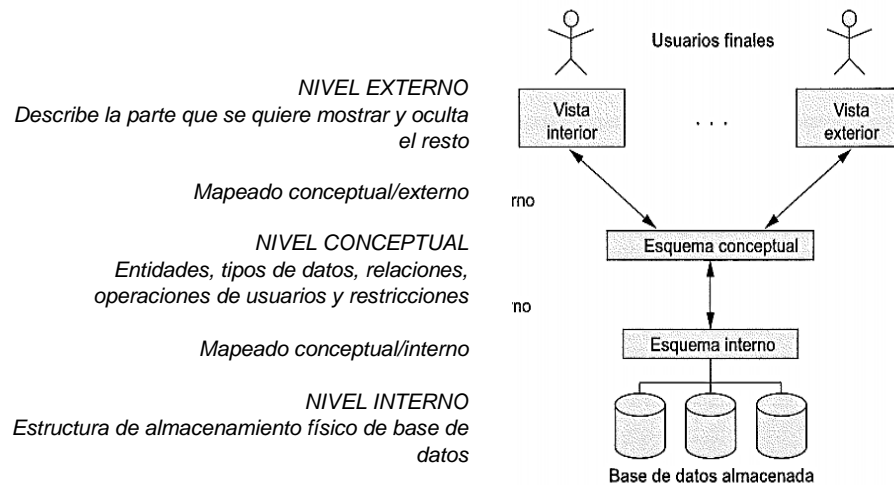 Usuarios finales
NIVEL EXTERNO
Describe la parte que se quiere mostrar y oculta
el resto
Vista
interior
. . .
Vista
exterior
Mapeado conceptual/externo
rno
NIVEL CONCEPTUAL
Entidades, tipos de datos, relaciones,
operaciones de usuarios y restricciones
Esquema conceptual
no
Mapeado conceptual/interno
Esquema interno
NIVEL INTERNO
Estructura de almacenamiento físico de base de
datos
Base de datos almacenada